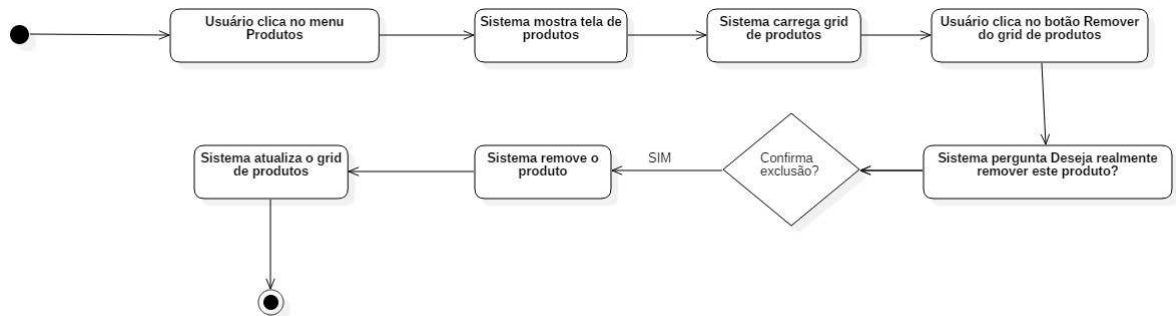 Usuário clica no menu
Produtos
Sistema mostra tela de
produtos
Sistema carrega grid
de produtos
Usuário clica no botão Remover
do grid de produtos
Sistema pergunta Deseja realmente
remover este produto?
Confirma
exclusão?
SIM
Sistema remove o
produto
Sistema atualiza o grid
de produtos